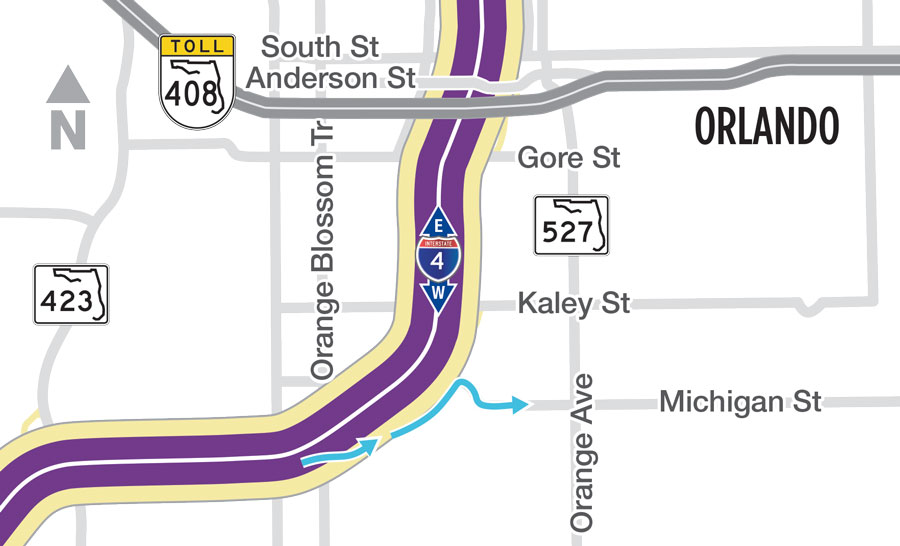 TOLL
408
South St
Anderson St
N
ORLANDO
Orange Blossom Tr
Gore St
527
E
INTERSTATE
4
W
423
Kaley St
Orange Ave
Michigan St